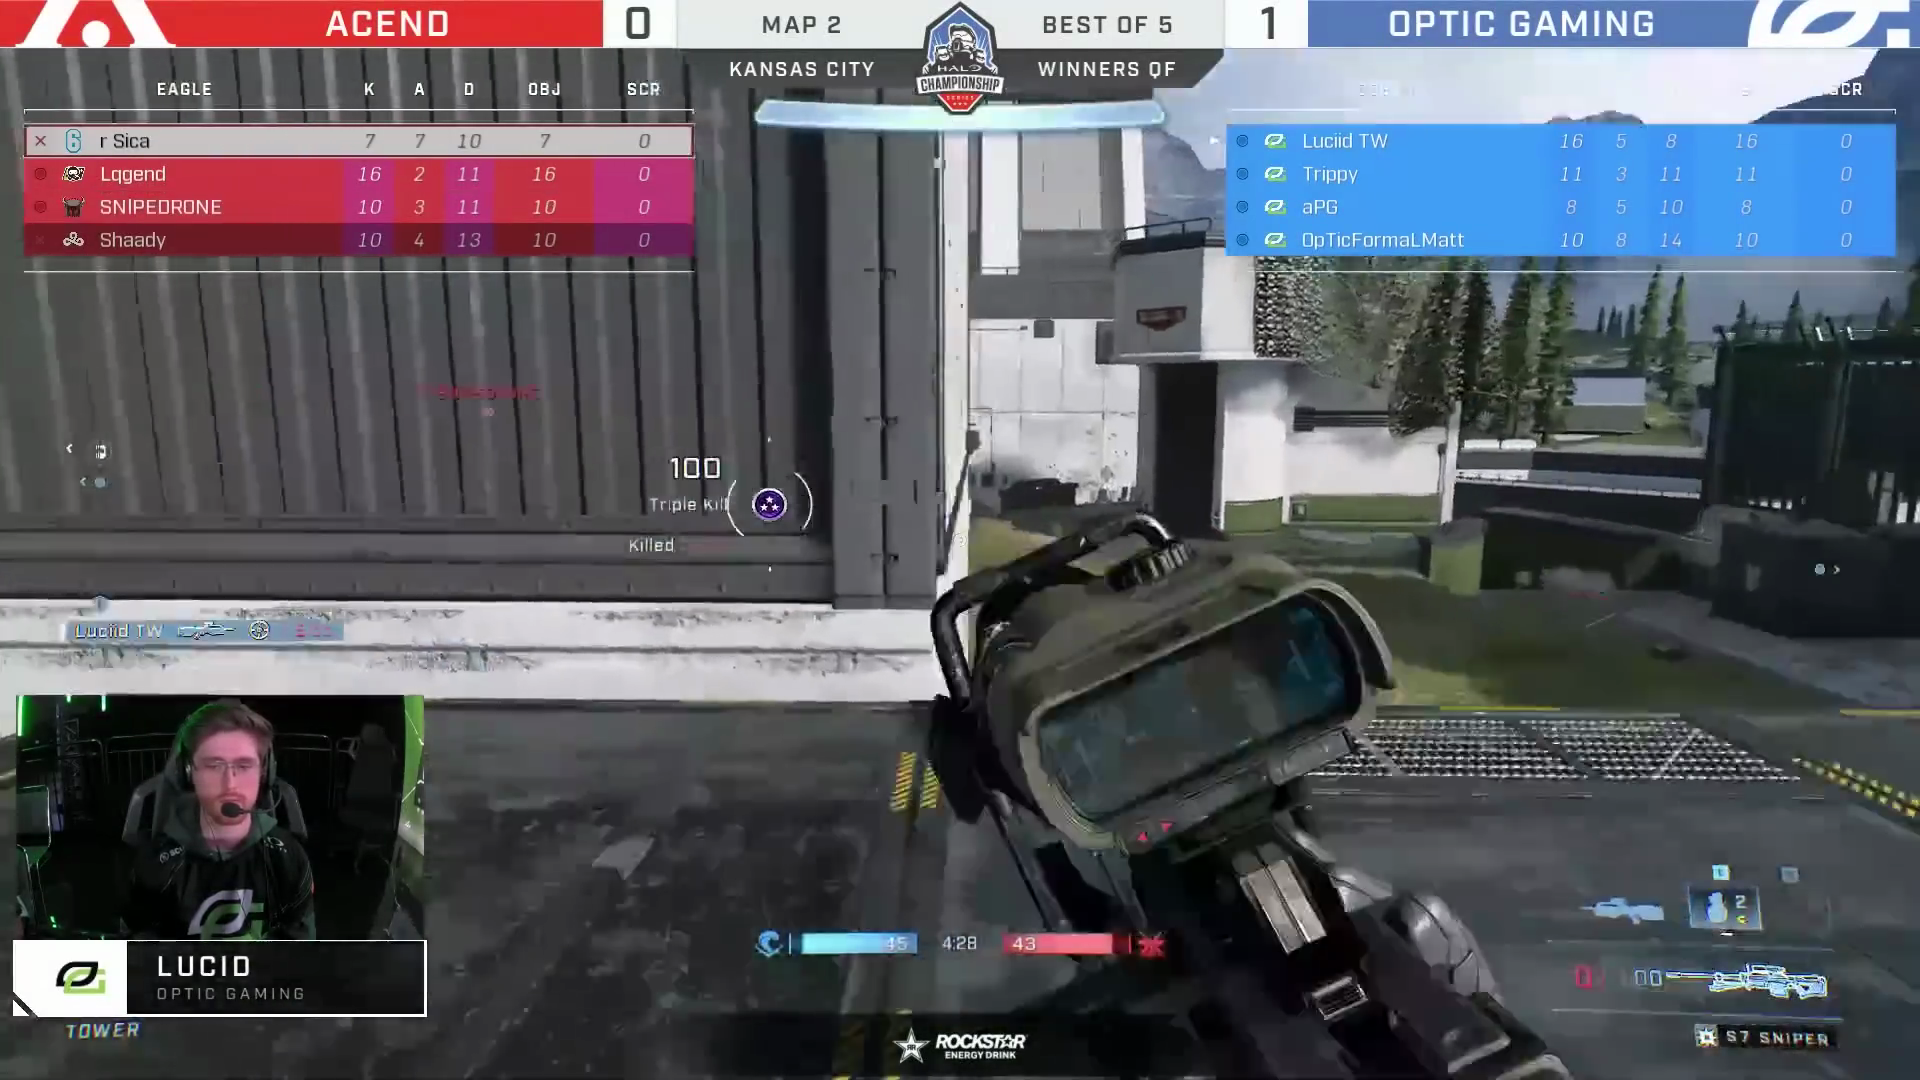 ACEND 0
MAP 2
BEST OF 5
1 OPTIC GAMING
KANSAS CITY
HALO
CHAMPIONSHIP
SERIES
WINNERS QF
EAGLE K A D OBJ SCR
r Sica 7 7 10 7 0
Lqgend 16 2 11 16 0
SNIPEDRONE 10 3 11 10 0
Shaady 10 4 13 10 0
SCR
Luciid TW 16 5 8 16 0
Trippy 11 3 11 11 0
aPG 8 5 10 8 0
OpTicFormaLMatt 10 8 14 10 0
100
Triple Kill
Killed
Luciid TW
LUCID
OPTIC GAMING
TOWER
45 4:28 43
ROCKSTAR
ENERGY DRINK
2
S7 SNIPER